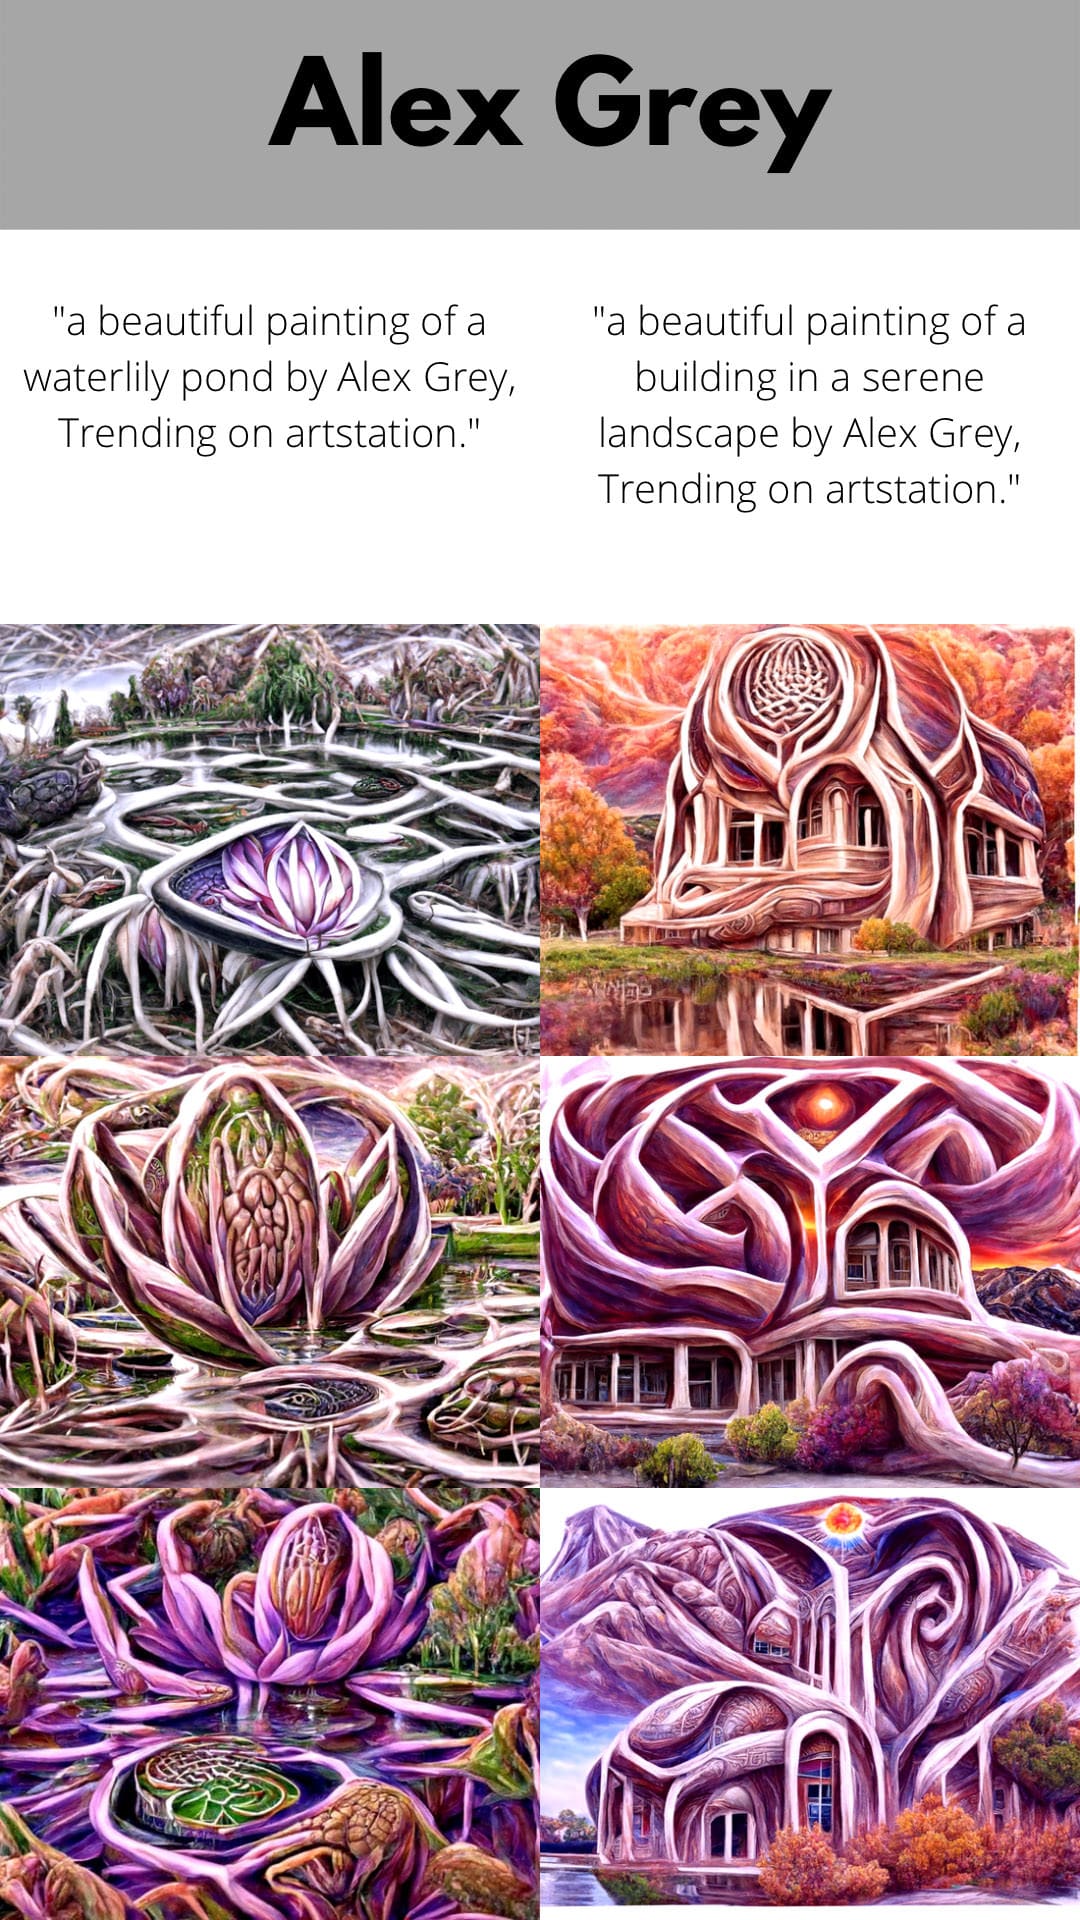 Alex Grey
"a beautiful painting of a
waterlily pond by Alex Grey,
Trending on artstation."
"a beautiful painting of a
building in a serene
landscape by Alex Grey,
Trending on artstation."